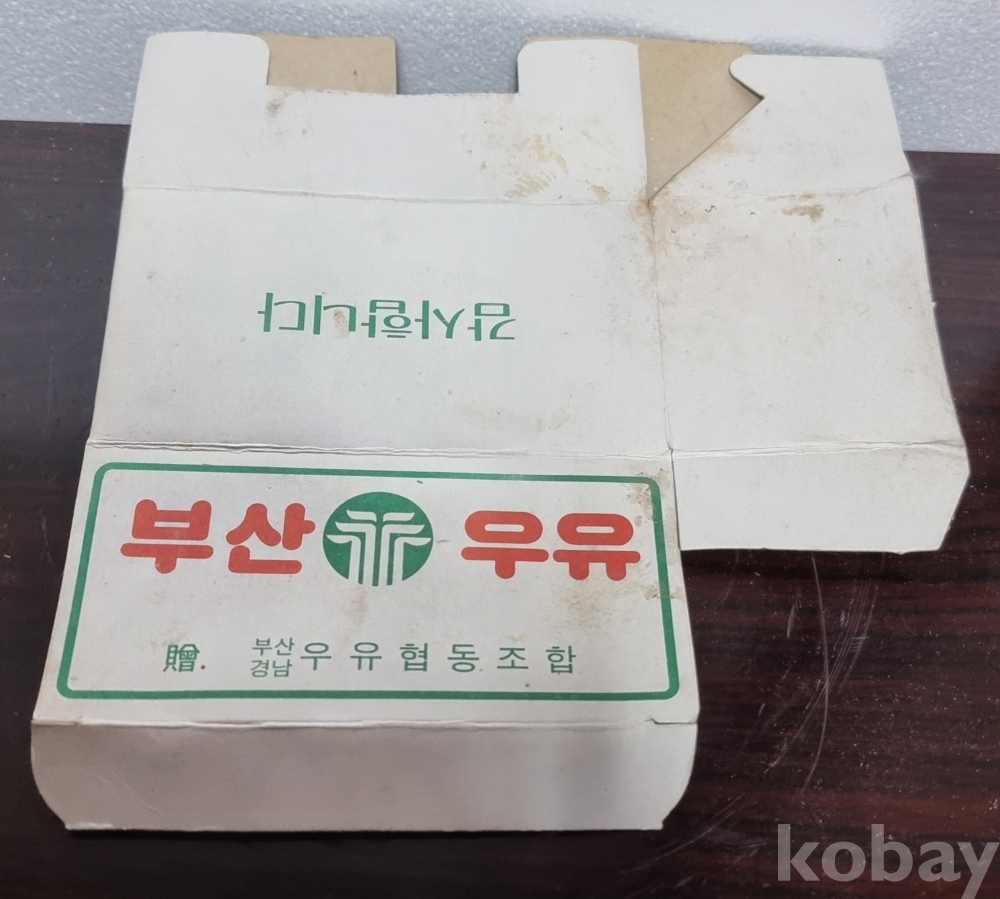 감사합니다
부산 우유
贈. 부산경남 우유협동조합
kobay